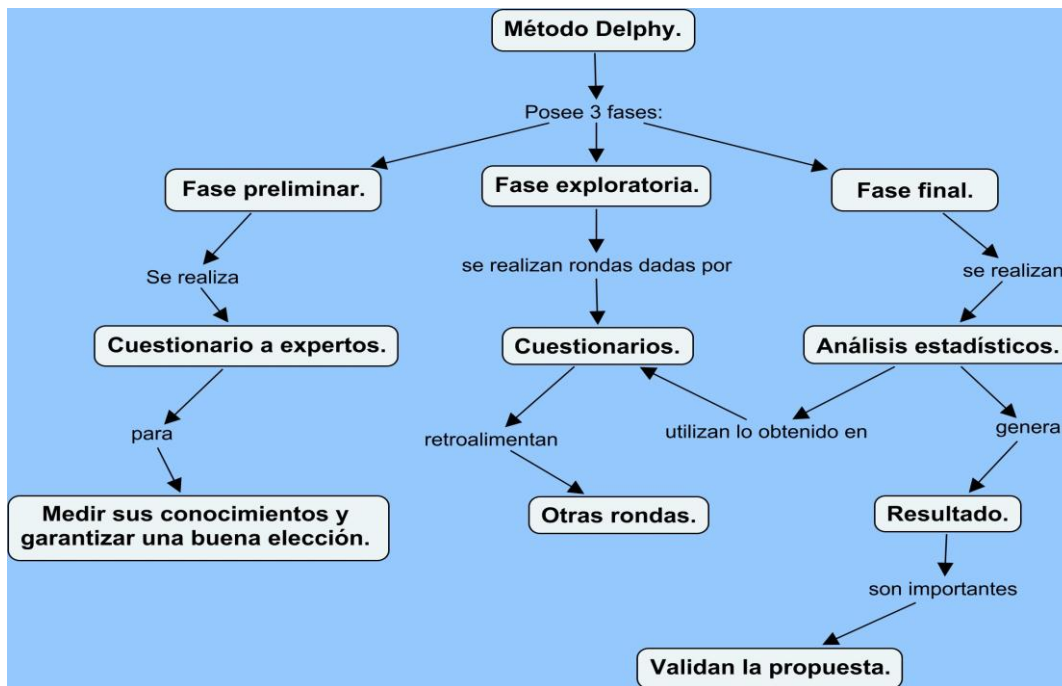 Método Delphy.
Posee 3 fases:
Fase preliminar.
Fase exploratoria.
Fase final.
Se realiza
se realizan rondas dadas por
se realizan
Cuestionario a expertos.
Cuestionarios.
Análisis estadísticos.
para
retroalimentan
utilizan lo obtenido en
genera
Medir sus conocimientos y
garantizar una buena elección.
Otras rondas.
Resultado.
son importantes
Validan la propuesta.